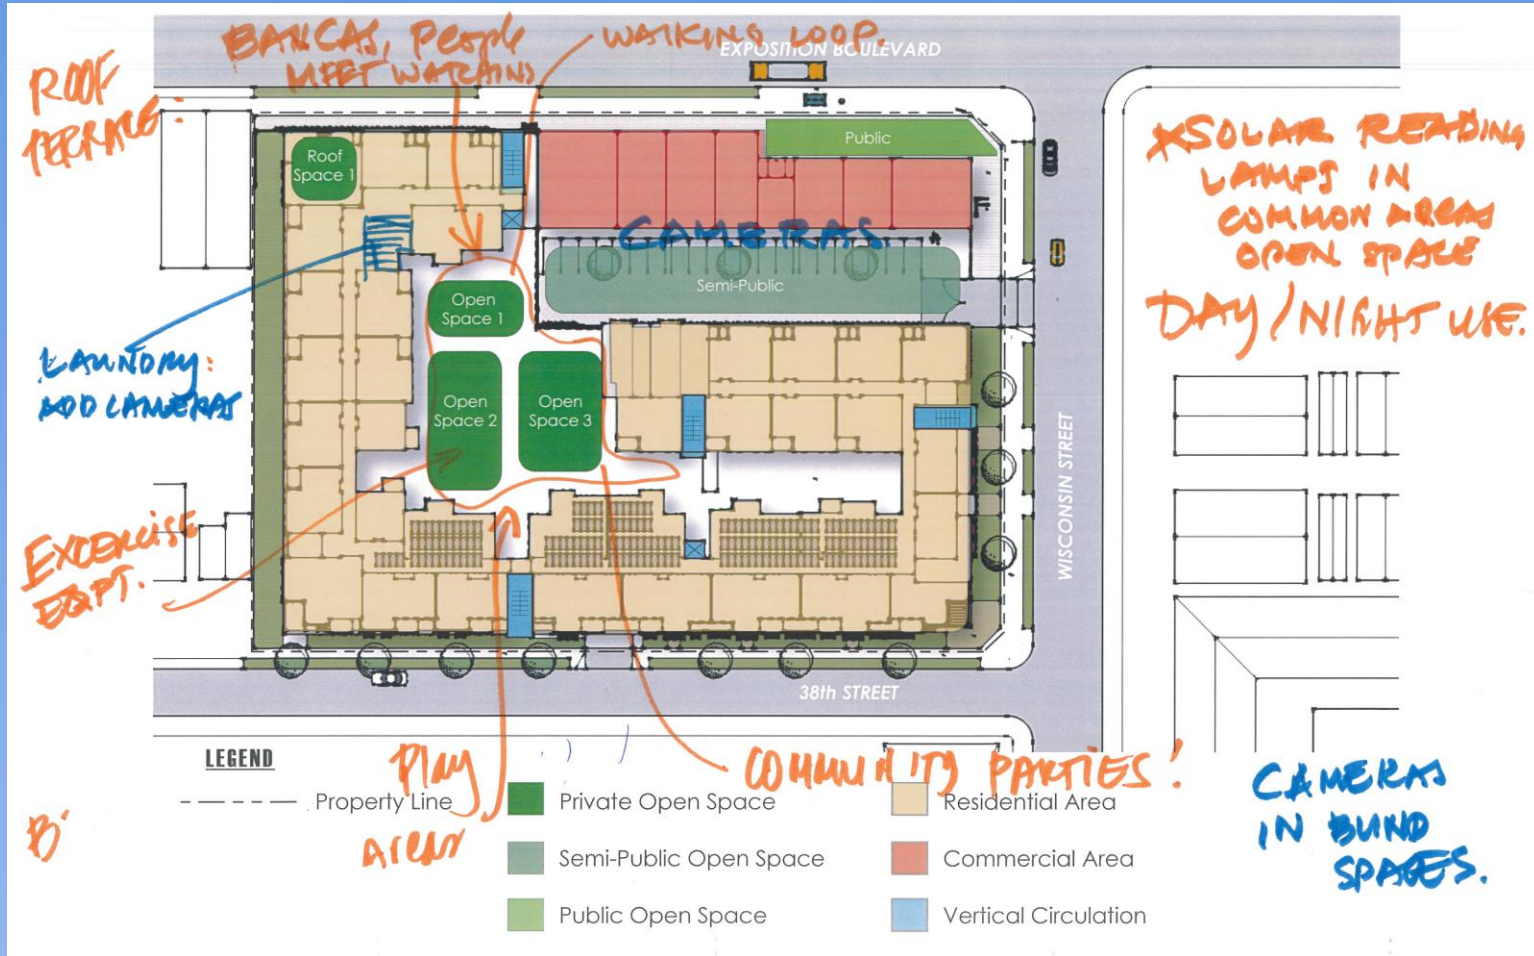 BANCAS, People
MEET WATCHING
WALKING LOOP.
EXPOSITION BOULEVARD
ROOF
TERRACE:
Public
Roof
Space 1
*SOLAR READING
LAMPS IN
COMMON AREAS
OPEN SPACE
DAY/NIGHT USE.
CAMERAS
Semi-Public
Open
Space 1
LAUNDRY:
ADD CAMERAS
Open
Space 2
Open
Space 3
WISCONSIN STREET
EXCERCISE
EQPT.
38th STREET
LEGEND
Play
AREAS
COMMUNITY PARTIES!
CAMERAS
IN BLIND
SPACES.
Property Line
Private Open Space
Residential Area
B'
Semi-Public Open Space
Commercial Area
Public Open Space
Vertical Circulation